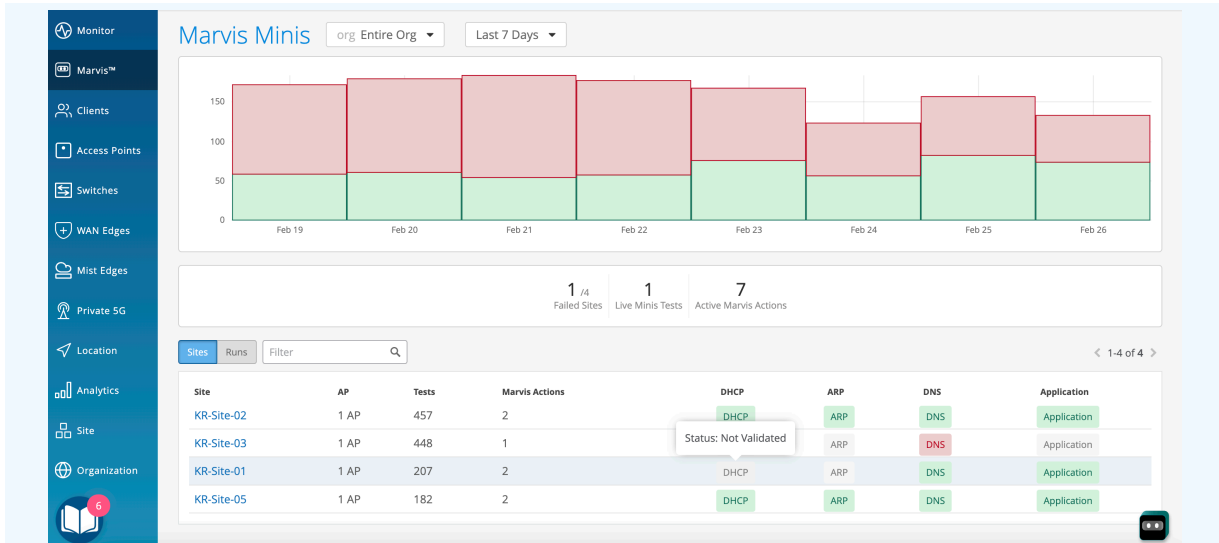 Monitor
Marvis™
Clients
Access Points
Switches
WAN Edges
Mist Edges
Private 5G
Location
Analytics
Site
Organization
6
Marvis Minis org Entire Org Last 7 Days
150
100
50
0
Feb 19 Feb 20 Feb 21 Feb 22 Feb 23 Feb 24 Feb 25 Feb 26
1 /4 1 7
Failed Sites Live Minis Tests Active Marvis Actions
Sites Runs Filter < 1-4 of 4 >
Site AP Tests Marvis Actions DHCP ARP DNS Application
KR-Site-02 1 AP 457 2 DHCP ARP DNS Application
Status: Not Validated
KR-Site-03 1 AP 448 1 ARP DNS Application
KR-Site-01 1 AP 207 2 DHCP ARP DNS Application
KR-Site-05 1 AP 182 2 DHCP ARP DNS Application